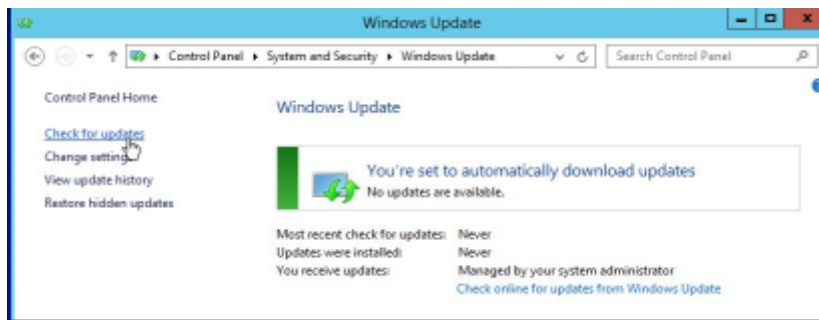 Windows Update
Control Panel ▸ System and Security ▸ Windows Update
Search Control Panel
Control Panel Home
Check for updates
Change setting
View update history
Restore hidden updates
Windows Update
You're set to automatically download updates
No updates are available.
Most recent check for updates: Never
Updates were installed: Never
You receive updates: Managed by your system administrator
Check online for updates from Windows Update